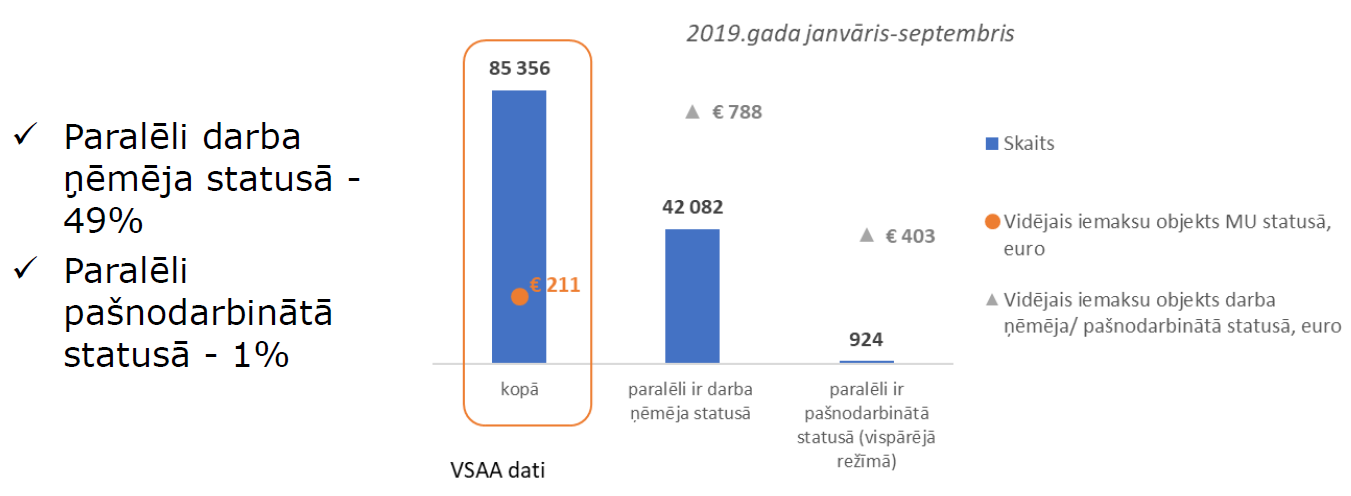 ✓ Paralēli darba
ņēmēja statusā -
49%
✓ Paralēli
pašnodarbinātā
statusā - 1%
2019.gada janvāris-septembris
85 356
€ 788
42 082
€ 403
€ 211
924
kopā
paralēli ir darba
ņēmēja statusā
paralēli ir
pašnodarbinātā
statusā (vispārējā
režīmā)
Skaits
Vidējais iemaksu objekts MU statusā,
euro
Vidējais iemaksu objekts darba
ņēmēja/ pašnodarbinātā statusā, euro
VSAA dati